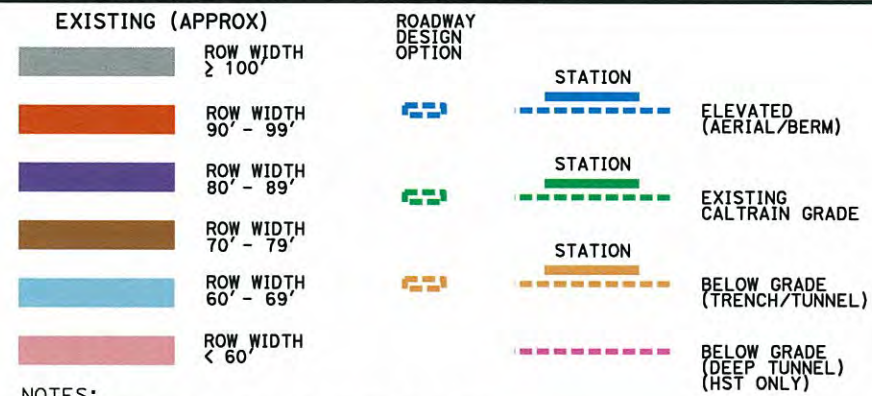 EXISTING (APPROX)
ROW WIDTH
≥ 100'
ROW WIDTH
90' - 99'
ROW WIDTH
80' - 89'
ROW WIDTH
70' - 79'
ROW WIDTH
60' - 69'
ROW WIDTH
< 60'
NOTES:
ROADWAY
DESIGN
OPTION
STATION
ELEVATED
(AERIAL/BERM)
STATION
EXISTING
CALTRAIN GRADE
STATION
BELOW GRADE
(TRENCH/TUNNEL)
BELOW GRADE
(DEEP TUNNEL)
(HST ONLY)